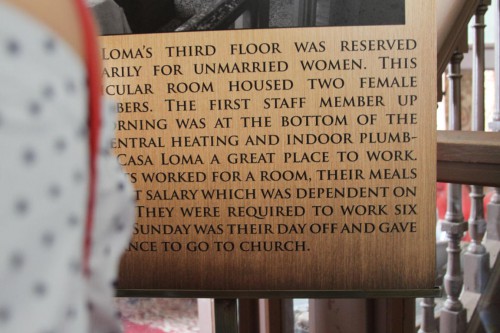 LOMA'S THIRD FLOOR WAS RESERVED
ARILY FOR UNMARRIED WOMEN. THIS
CULAR ROOM HOUSED TWO FEMALE
BERS. THE FIRST STAFF MEMBER UP
ORNING WAS AT THE BOTTOM OF THE
ENTRAL HEATING AND INDOOR PLUMB-
CASA LOMA A GREAT PLACE TO WORK.
WORKED FOR A ROOM, THEIR MEALS
SALARY WHICH WAS DEPENDENT ON
THEY WERE REQUIRED TO WORK SIX
SUNDAY WAS THEIR DAY OFF AND GAVE
NCE TO GO TO CHURCH.